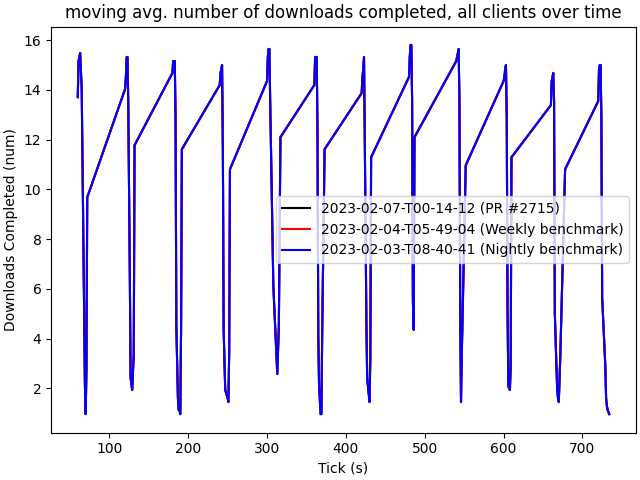 moving avg. number of downloads completed, all clients over time
Downloads Completed (num)
16
14
12
10
8
6
4
2
2023-02-07-T00-14-12 (PR #2715)
2023-02-04-T05-49-04 (Weekly benchmark)
2023-02-03-T08-40-41 (Nightly benchmark)
100 200 300 400 500 600 700
Tick (s)